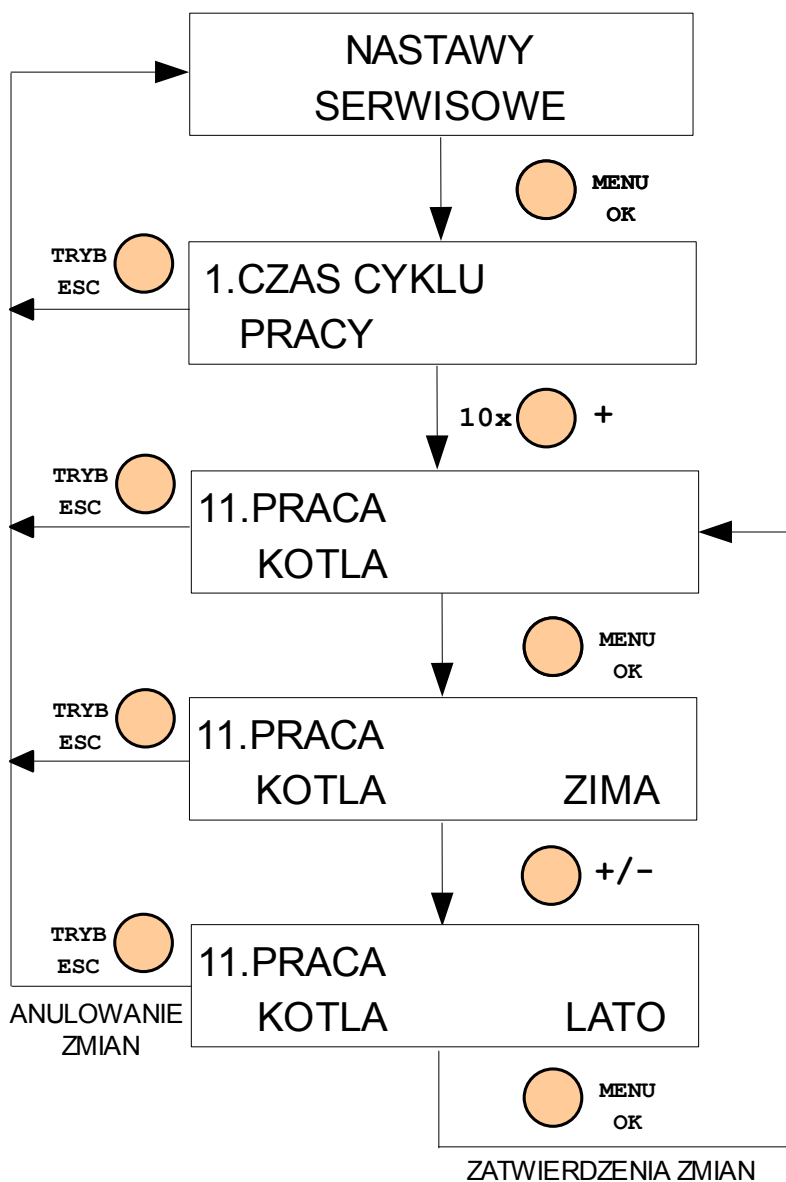 NASTAWY
SERWISOWE
MENU
OK
TRYB
ESC
1.CZAS CYKLU
PRACY
10x +
TRYB
ESC
11.PRACA
KOTLA
MENU
OK
TRYB
ESC
11.PRACA
KOTLA ZIMA
+/-
TRYB
ESC
11.PRACA
KOTLA LATO
ANULOWANIE
ZMIAN
MENU
OK
ZATWIERDZENIA ZMIAN